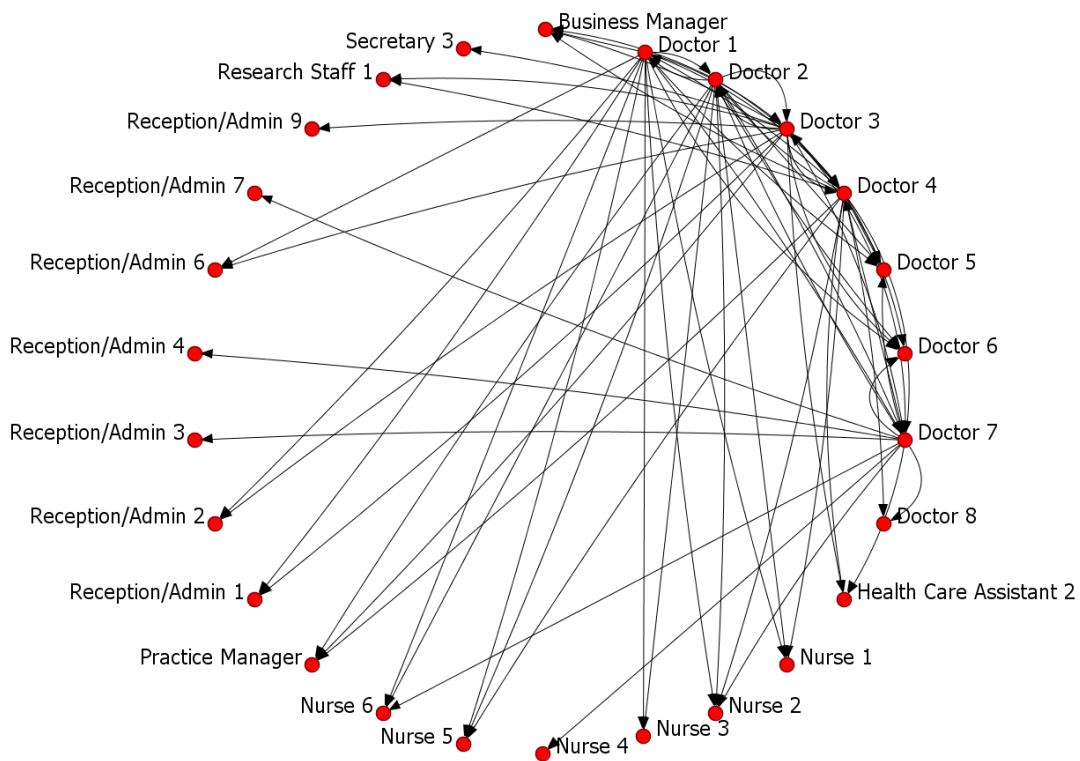 Business Manager
Secretary 3
Doctor 1
Research Staff 1
Doctor 2
Reception/Admin 9
Doctor 3
Reception/Admin 7
Doctor 4
Reception/Admin 6
Doctor 5
Reception/Admin 4
Doctor 6
Reception/Admin 3
Doctor 7
Reception/Admin 2
Doctor 8
Reception/Admin 1
Health Care Assistant 2
Practice Manager
Nurse 1
Nurse 6
Nurse 2
Nurse 5
Nurse 3
Nurse 4